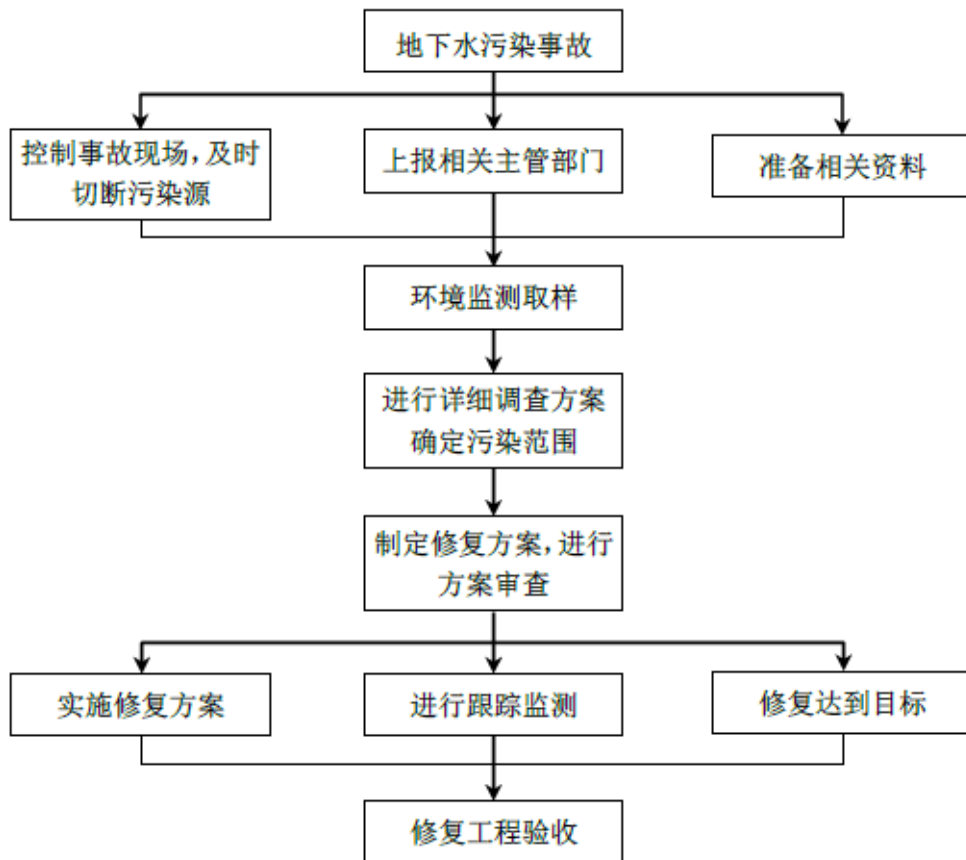 地下水污染事故
控制事故现场，及时
切断污染源
上报相关主管部门
准备相关资料
环境监测取样
进行详细调查方案
确定污染范围
制定修复方案，进行
方案审查
实施修复方案
进行跟踪监测
修复达到目标
修复工程验收